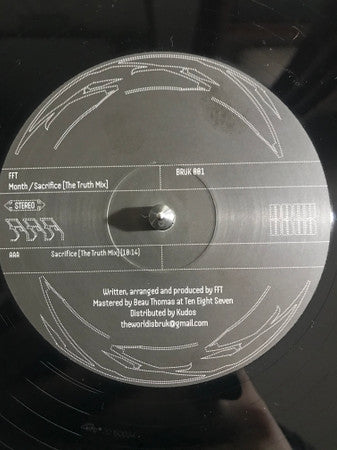 FFT
Month / Sacrifice [The Truth Mix]
BRUK 001
STEREO
AAA
Sacrifice [The Truth Mix] (10:14)
Written, arranged and produced by FFT
Mastered by Beau Thomas at Ten Eight Seven
Distributed by Kudos
theworldisbruk@gmail.com